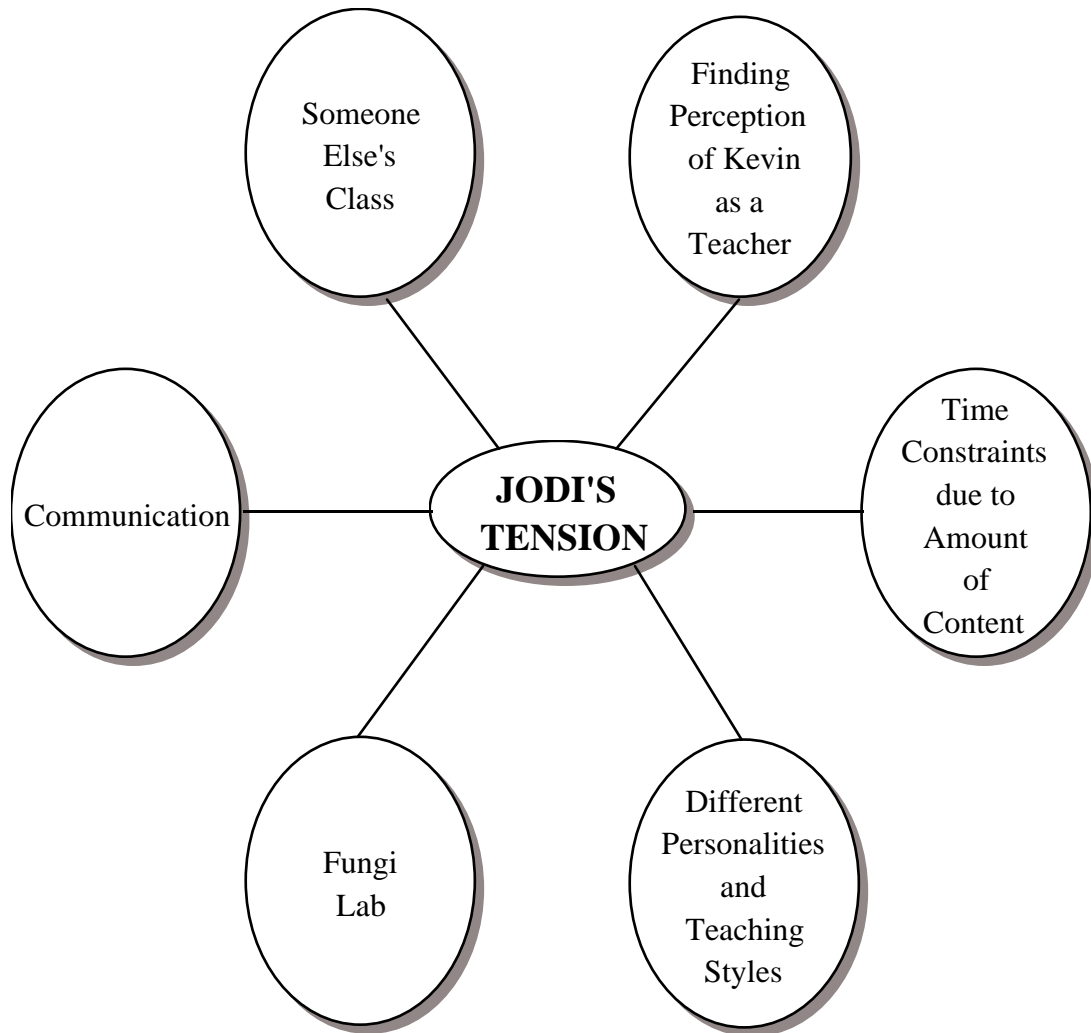 Someone
Else's
Class
Finding
Perception
of Kevin
as a
Teacher
Communication
JODI'S
TENSION
Time
Constraints
due to
Amount
of
Content
Fungi
Lab
Different
Personalities
and
Teaching
Styles